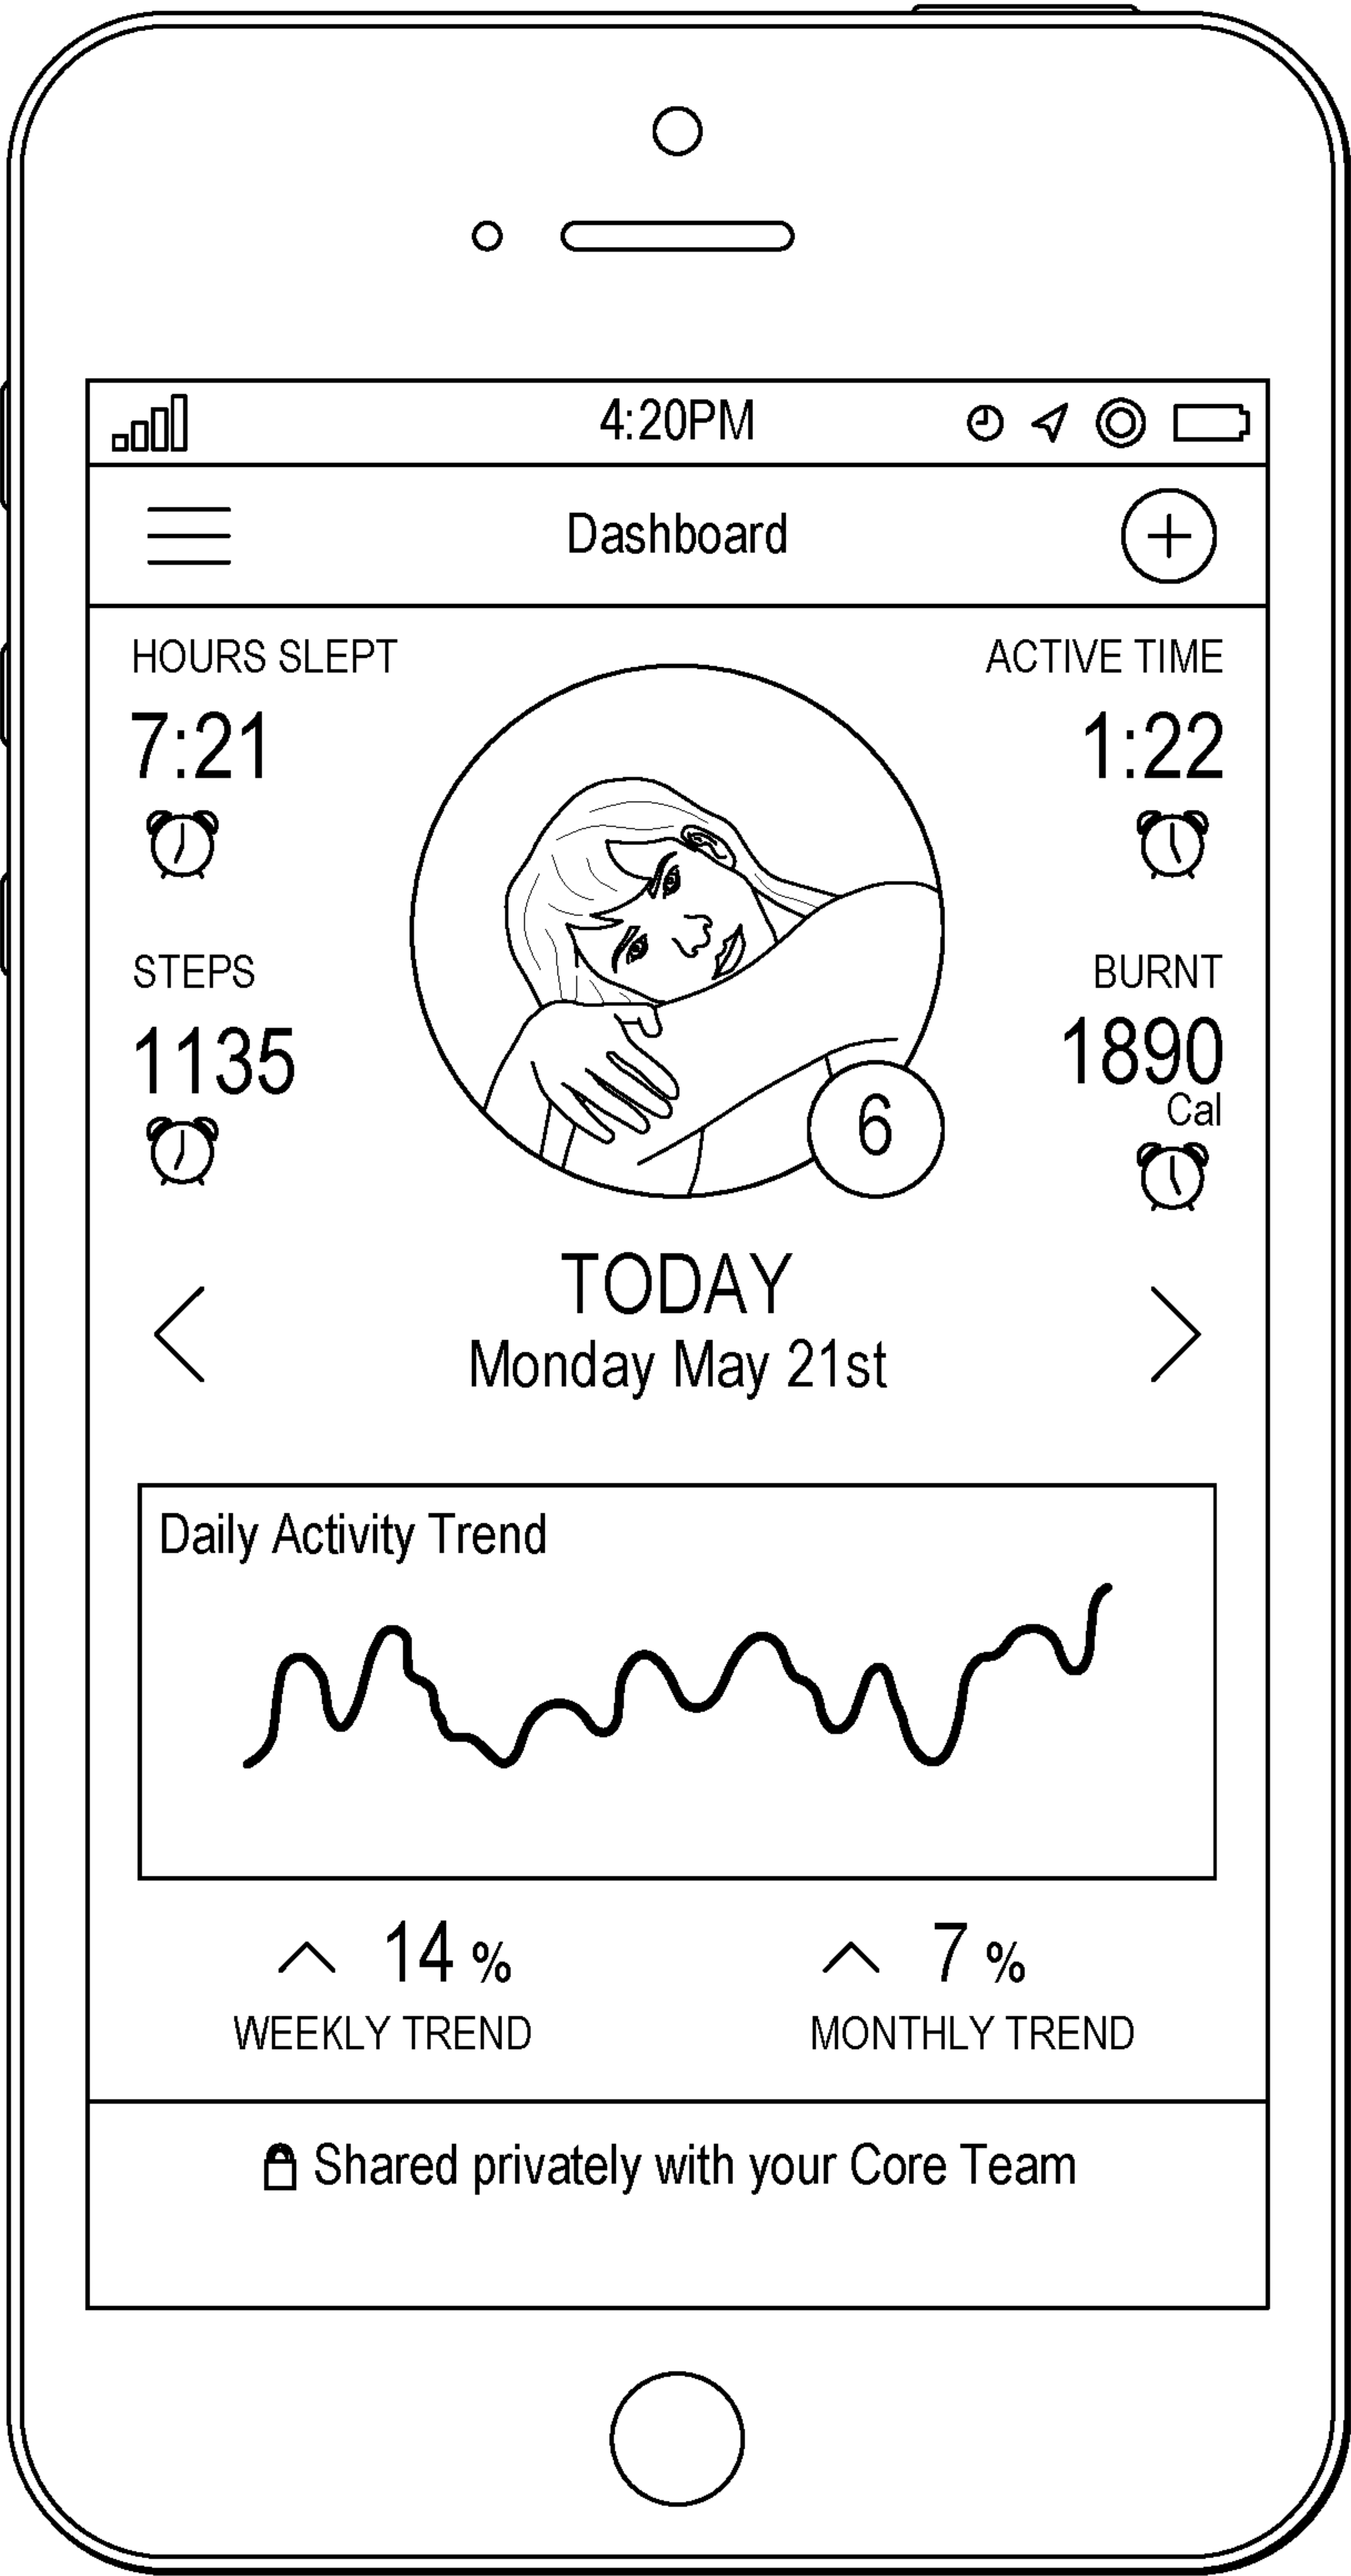 4:20PM
Dashboard
HOURS SLEPT
7:21
ACTIVE TIME
1:22
STEPS
1135
BURNT
1890
Cal
6
TODAY
Monday May 21st
Daily Activity Trend
14 %
WEEKLY TREND
7 %
MONTHLY TREND
Shared privately with your Core Team